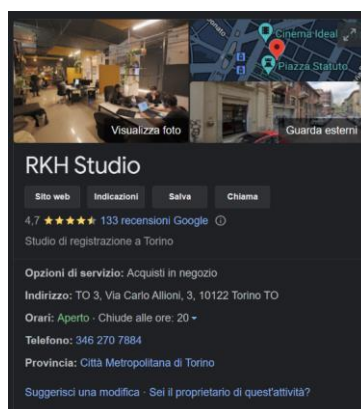 Cinema Ideal
Piazza Statuto
Visualizza foto
Guarda esterni
RKH Studio
Sito web
Indicazioni
Salva
Chiama
4,7 133 recensioni Google
Studio di registrazione a Torino
Opzioni di servizio: Acquisti in negozio
Indirizzo: TO 3, Via Carlo Allioni, 3, 10122 Torino TO
Orari: Aperto · Chiude alle ore: 20
Telefono: 346 270 7884
Provincia: Città Metropolitana di Torino
Suggerisci una modifica · Sei il proprietario di quest'attività?